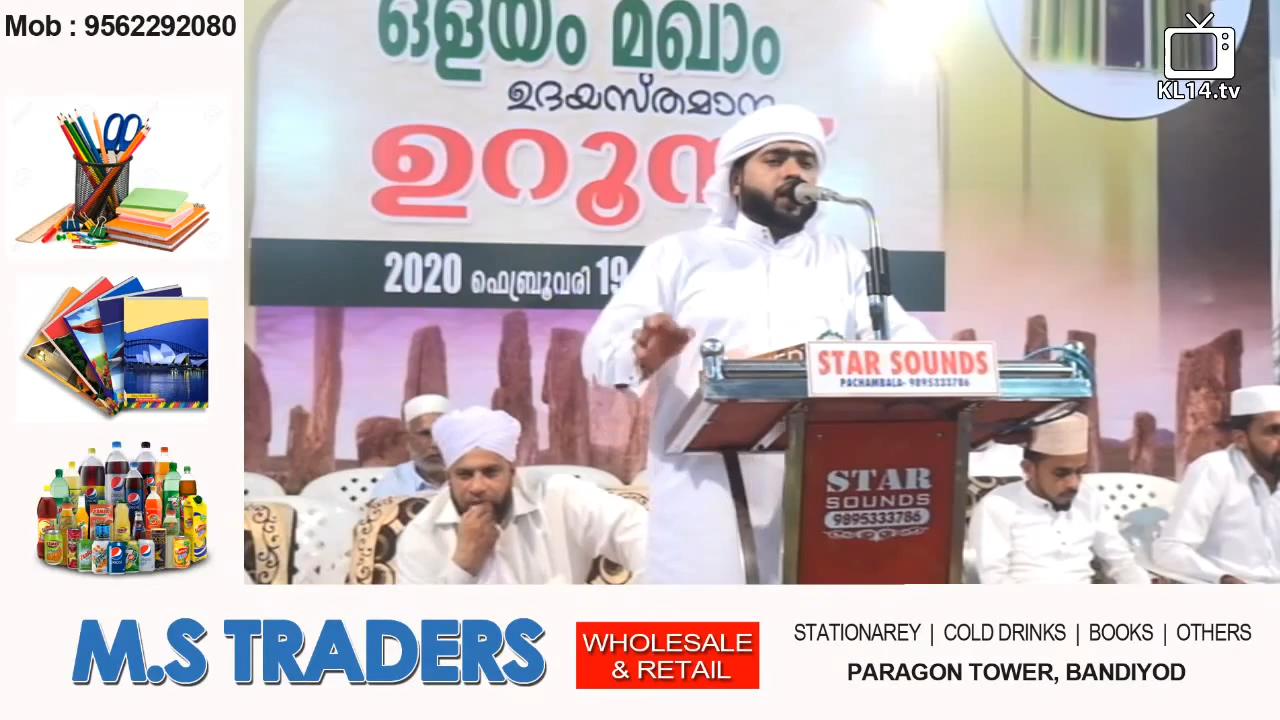 Mob : 9562292080
KL14.tv
ഒളയം മഖാം
ഉദയസ്തമാന
2020 ഫെബ്രുവരി 19
STAR SOUNDS
PACHAMBALA- 9895333786
STAR
SOUNDS
9895333786
M.S TRADERS
WHOLESALE
& RETAIL
STATIONAREY | COLD DRINKS | BOOKS | OTHERS
PARAGON TOWER, BANDIYOD